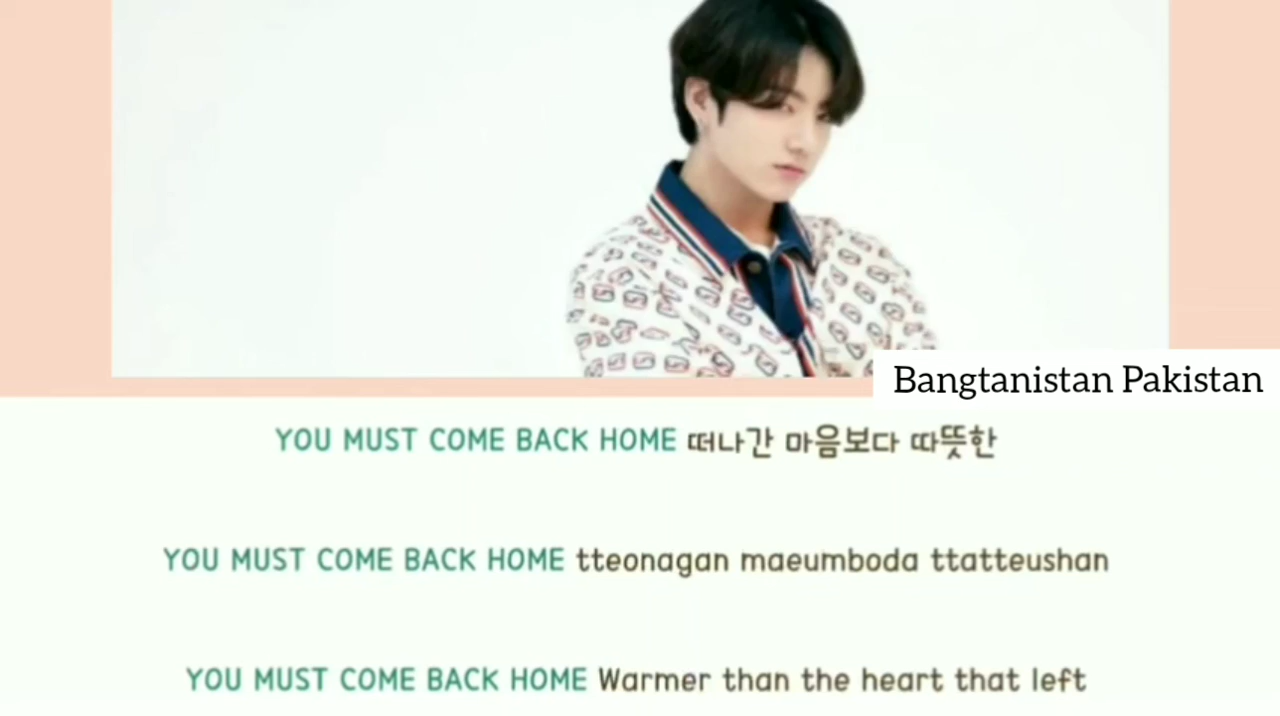 Bangtanistan Pakistan
YOU MUST COME BACK HOME 떠나간 마음보다 따뜻한
YOU MUST COME BACK HOME tteonagan maeumboda ttatteushan
YOU MUST COME BACK HOME Warmer than the heart that left